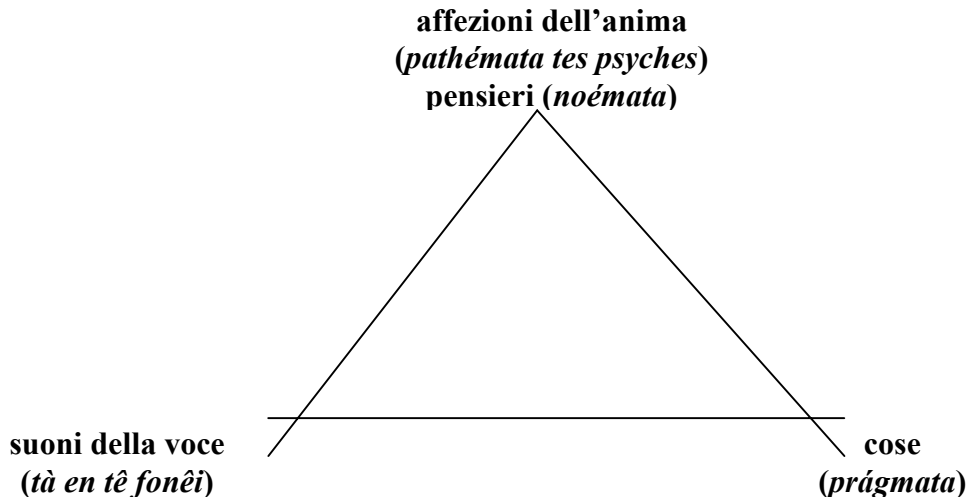 affezioni dell’anima
(pathémata tes psyches)
pensieri (noémata)
suoni della voce
(tà en tê fonêi)
cose
(prágmata)